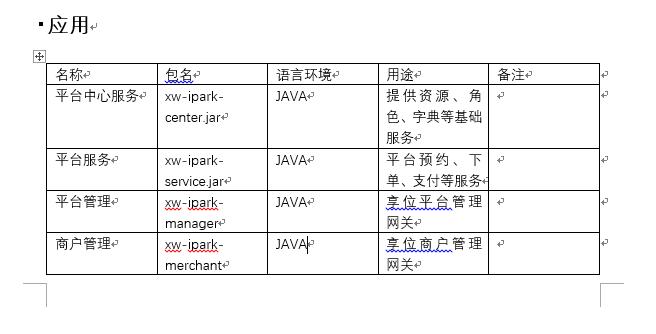 应用
名称 包名 语言环境 用途 备注
平台中心服务 xw-ipark- JAVA 提供资源、角
center.jar 色、字典等基础
服务
平台服务 xw-ipark- JAVA 平台预约、下
service.jar 单、支付等服务
平台管理 xw-ipark- JAVA 享位平台管理
manager 网关
商户管理 xw-ipark- JAVA 享位商户管理
merchant 网关